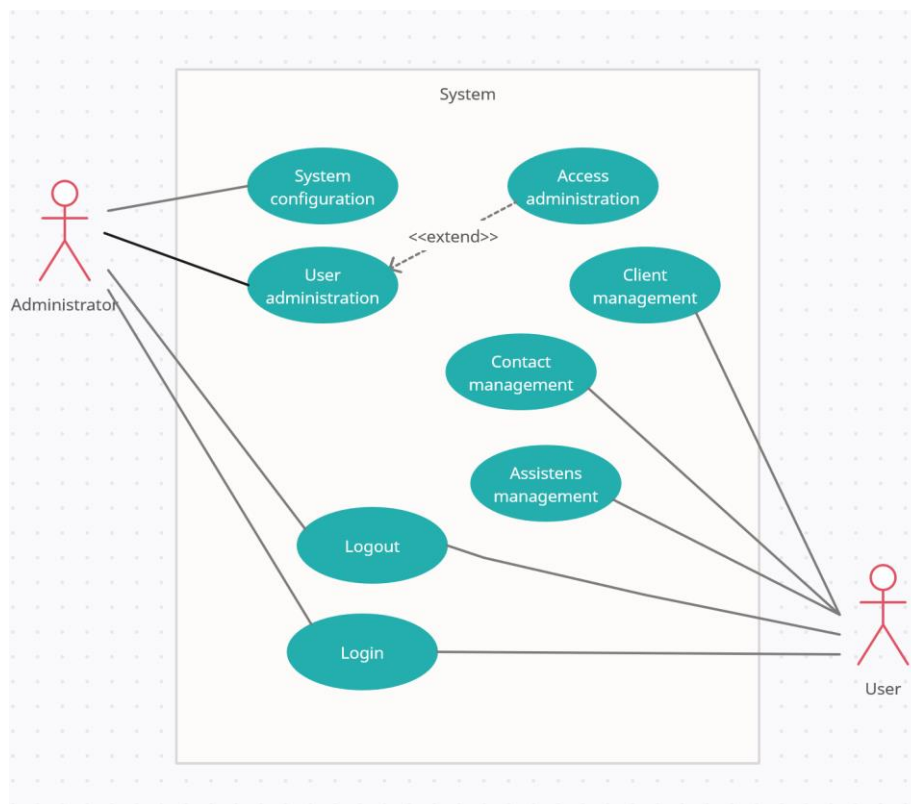 System
System
configuration
Access
administration
<<extend>>
User
administration
Client
management
Administrator
Contact
management
Assistens
management
Logout
Login
User